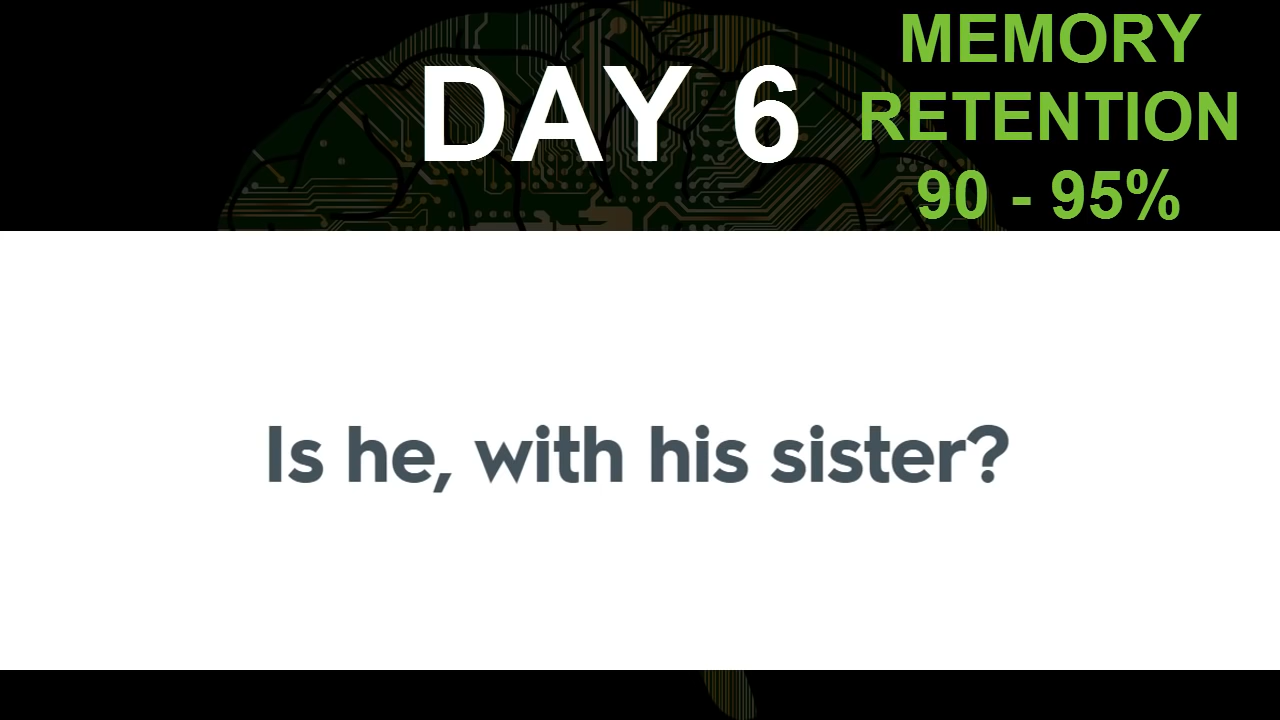 DAY 6
MEMORY
RETENTION
90 - 95%
Is he, with his sister?